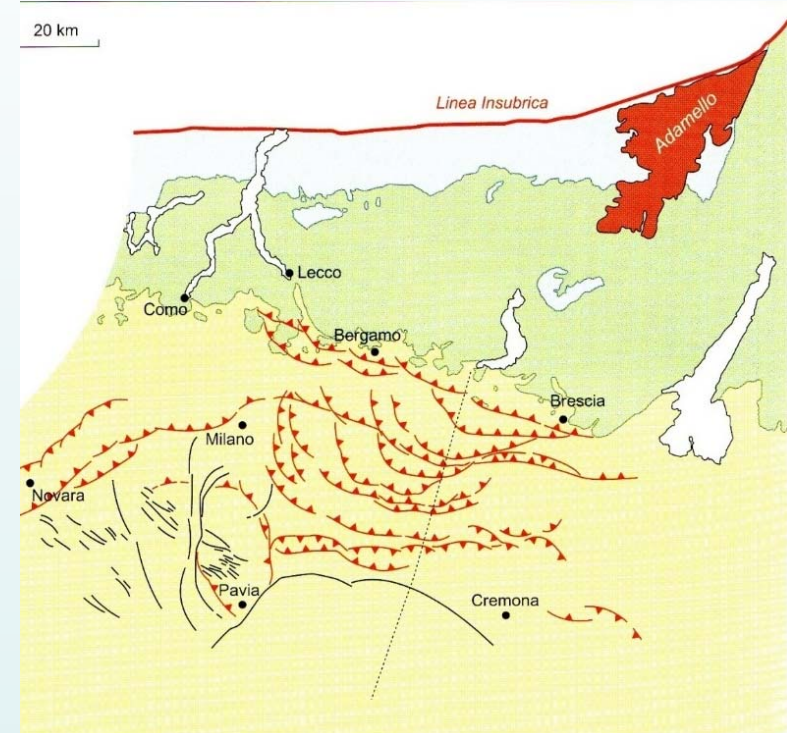 20 km
Linea Insubrica
Adamello
Lecco
Como
Bergamo
Brescia
Milano
Novara
Pavia
Cremona